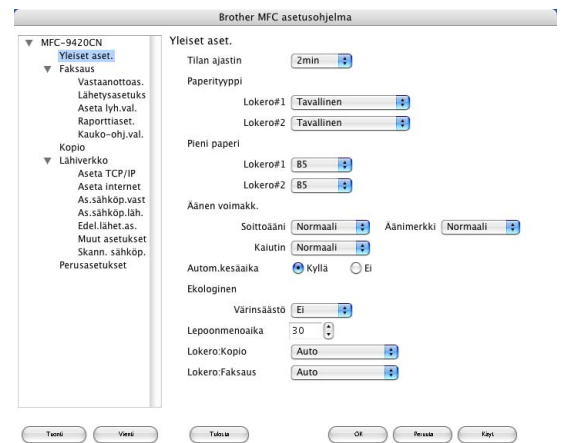 Brother MFC asetusohjelma
MFC-9420CN
Yleiset aset.
Faksaus
Vastaanottoas.
Lähetysasetuks
Aseta lyh.val.
Raporttiaset.
Kauko-ohj.val.
Kopio
Lähiverkko
Aseta TCP/IP
Aseta internet
As.sähköp.vast
As.sähköp.läh.
Edel.lähet.as.
Muut asetukset
Skann. sähköp.
Perusasetukset
Yleiset aset.
Tilan ajastin 2min
Paperityyppi
Lokero#1 Tavallinen
Lokero#2 Tavallinen
Pieni paperi
Lokero#1 B5
Lokero#2 B5
Äänen voimakk.
Soittoääni Normaali Äänimerkki Normaali
Kaiutin Normaali
Autom.kesäaika Kyllä Ei
Ekologinen
Värinsäästö Ei
Lepoonmenoaika 30
Lokero:Kopio Auto
Lokero:Faksaus Auto
Tuonti Vienti Tulosta OK Peruuta Käyt